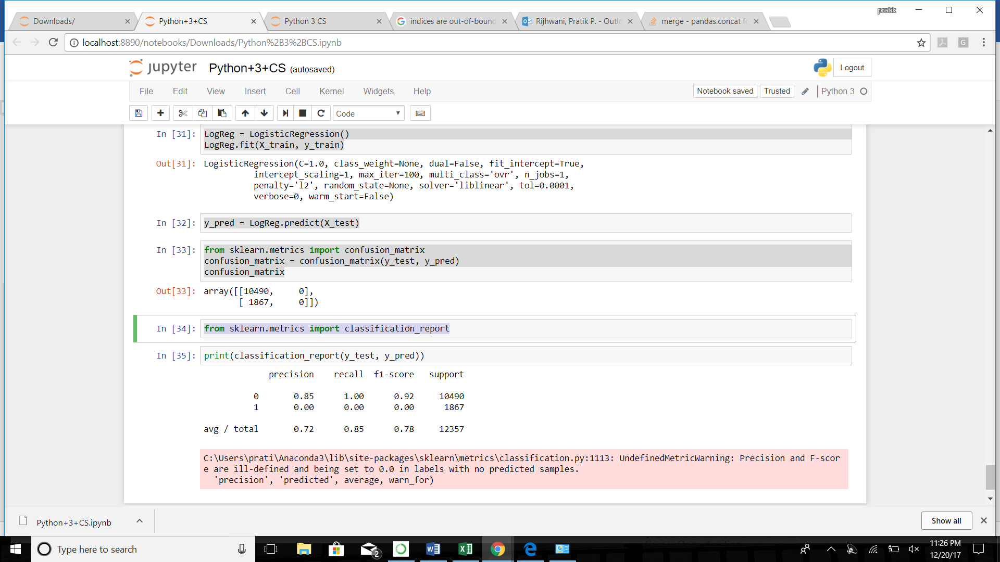 pratik
Downloads/
Python+3+CS
Python 3 CS
indices are out-of-bound
Rijhwani, Pratik P. - Outlo
merge - pandas.concat fo
localhost:8890/notebooks/Downloads/Python%2B3%2BCS.ipynb
G
jupyter Python+3+CS (autosaved)
Logout
File Edit View Insert Cell Kernel Widgets Help
Notebook saved Trusted Python 3
Code
In [31]: LogReg = LogisticRegression()
LogReg.fit(X_train, y_train)
Out[31]: LogisticRegression(C=1.0, class_weight=None, dual=False, fit_intercept=True,
intercept_scaling=1, max_iter=100, multi_class='ovr', n_jobs=1,
penalty='l2', random_state=None, solver='liblinear', tol=0.0001,
verbose=0, warm_start=False)
In [32]: y_pred = LogReg.predict(X_test)
In [33]: from sklearn.metrics import confusion_matrix
confusion_matrix = confusion_matrix(y_test, y_pred)
confusion_matrix
Out[33]: array([[10490,     0],
[ 1867,     0]])
In [34]: from sklearn.metrics import classification_report
In [35]: print(classification_report(y_test, y_pred))
precision recall f1-score support
0 0.85 1.00 0.92 10490
1 0.00 0.00 0.00 1867
avg / total 0.72 0.85 0.78 12357
C:\Users\prati\Anaconda3\lib\site-packages\sklearn\metrics\classification.py:1113: UndefinedMetricWarning: Precision and F-scor
e are ill-defined and being set to 0.0 in labels with no predicted samples.
'precision', 'predicted', average, warn_for)
Python+3+CS.ipynb
Show all
Type here to search
2
11:26 PM
12/20/17